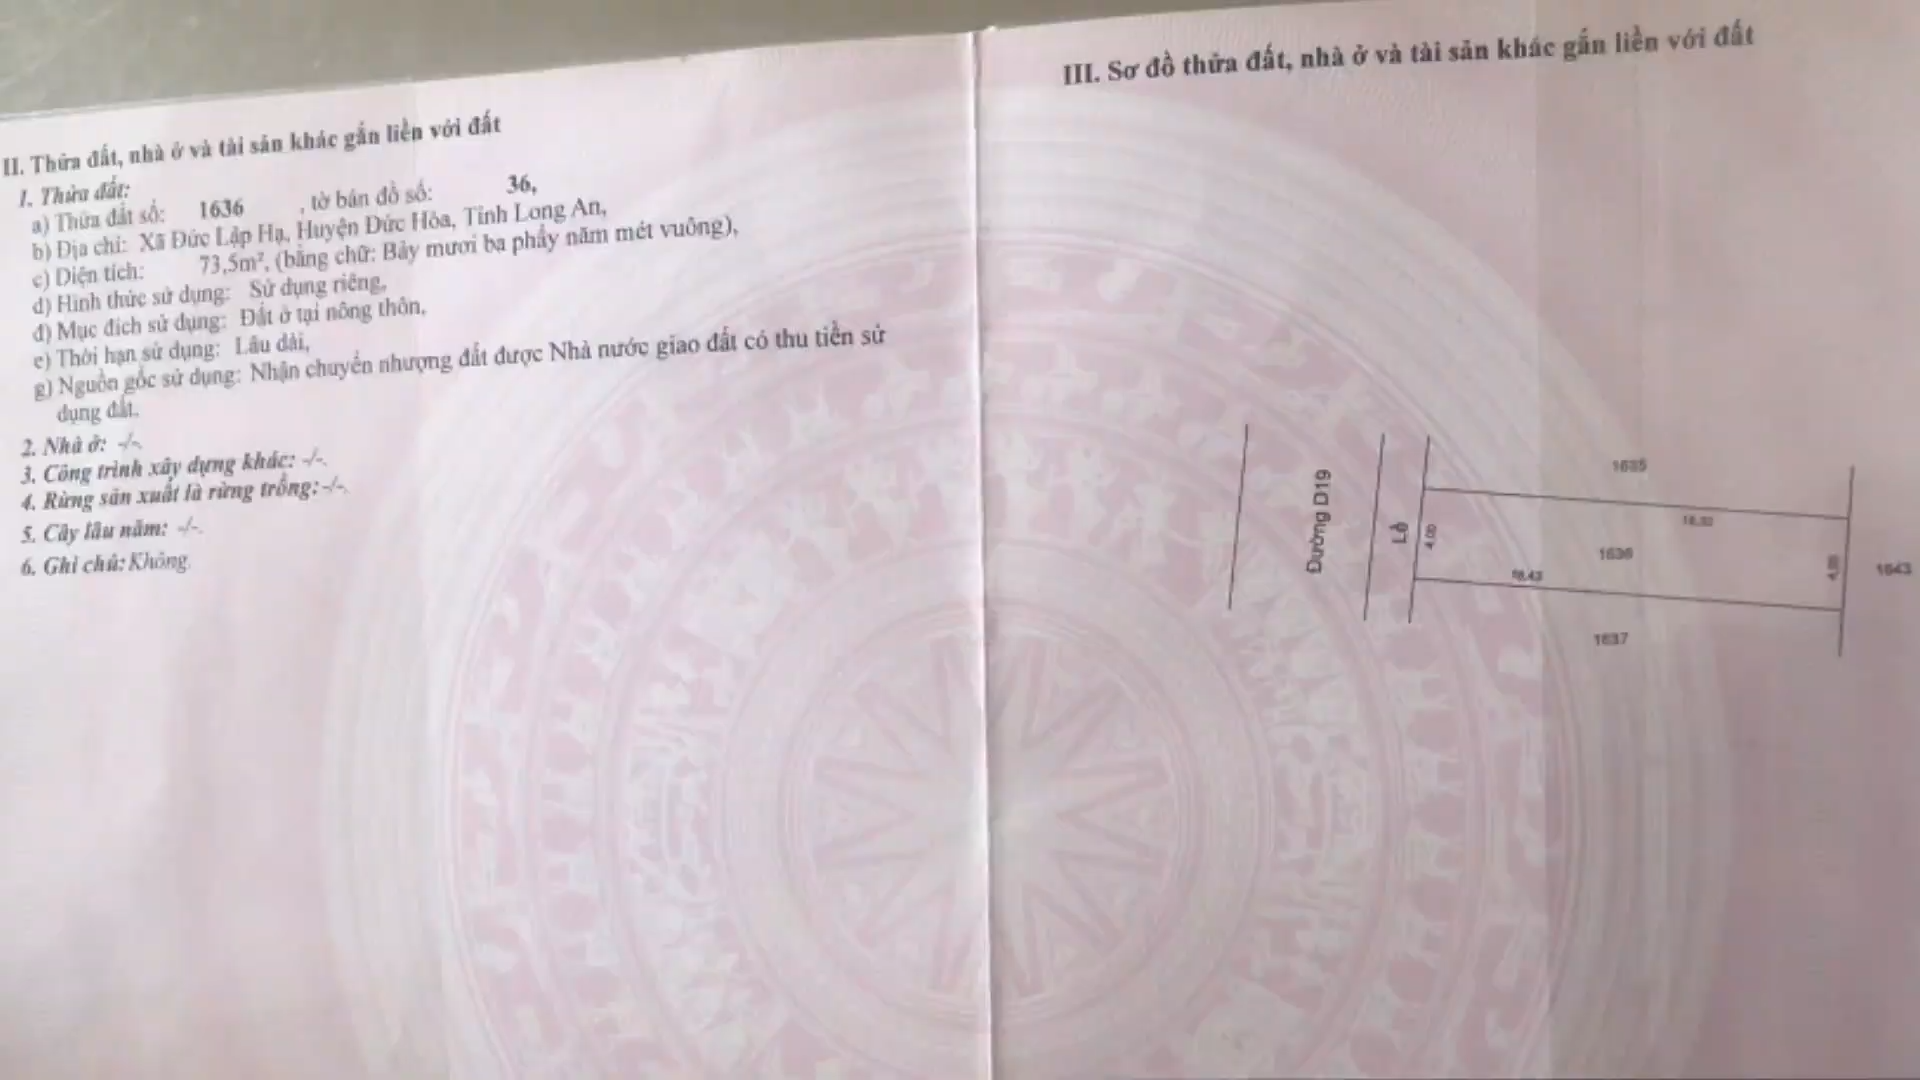 II. Thửa đất, nhà ở và tài sản khác gắn liền với đất
1. Thửa đất:
a) Thửa đất số: 1636 , tờ bản đồ số: 36,
b) Địa chỉ: Xã Đức Lập Hạ, Huyện Đức Hòa, Tỉnh Long An,
c) Diện tích: 73,5m², (bằng chữ: Bảy mươi ba phẩy năm mét vuông),
d) Hình thức sử dụng: Sử dụng riêng,
đ) Mục đích sử dụng: Đất ở tại nông thôn,
e) Thời hạn sử dụng: Lâu dài,
g) Nguồn gốc sử dụng: Nhận chuyển nhượng đất được Nhà nước giao đất có thu tiền sử
dụng đất.
2. Nhà ở: -/-.
3. Công trình xây dựng khác: -/-.
4. Rừng sản xuất là rừng trồng: -/-.
5. Cây lâu năm: -/-.
6. Ghi chú: Không.
III. Sơ đồ thửa đất, nhà ở và tài sản khác gắn liền với đất
Đường D19
Lề
1635
4,00
1636
18,43
1643
1637